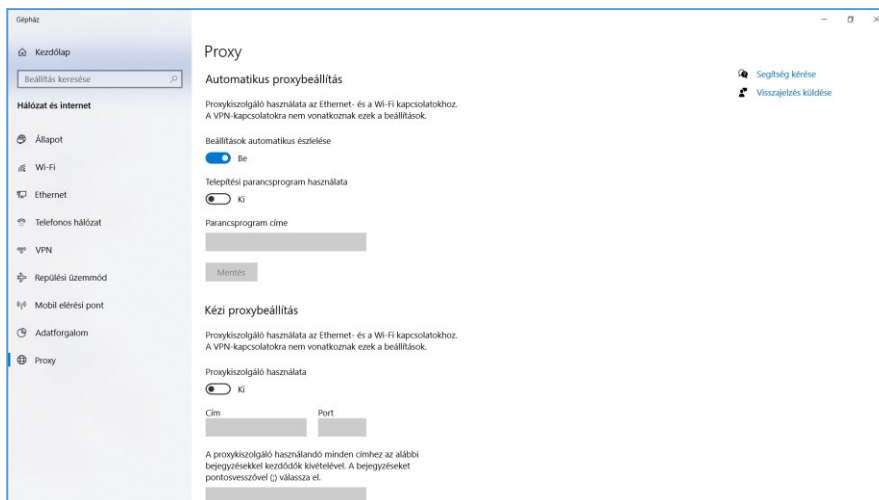 Gépház
Kezdőlap
Beállítás keresése
Hálózat és internet
Állapot
Wi-Fi
Ethernet
Telefonos hálózat
VPN
Repülési üzemmód
Mobil elérési pont
Adatforgalom
Proxy
Proxy
Automatikus proxybeállítás
Proxykiszolgáló használata az Ethernet- és a Wi-Fi kapcsolatokhoz.
A VPN-kapcsolatokra nem vonatkoznak ezek a beállítások.
Beállítások automatikus észlelése
Be
Telepítési parancsprogram használata
Ki
Parancsprogram címe
Mentés
Kézi proxybeállítás
Proxykiszolgáló használata az Ethernet- és a Wi-Fi kapcsolatokhoz.
A VPN-kapcsolatokra nem vonatkoznak ezek a beállítások.
Proxykiszolgáló használata
Ki
Cím Port
A proxykiszolgáló használandó minden címhez az alábbi
bejegyzésekkel kezdődők kivételével. A bejegyzéseket
pontosvesszővel (;) válassza el.
Segítség kérése
Visszajelzés küldése